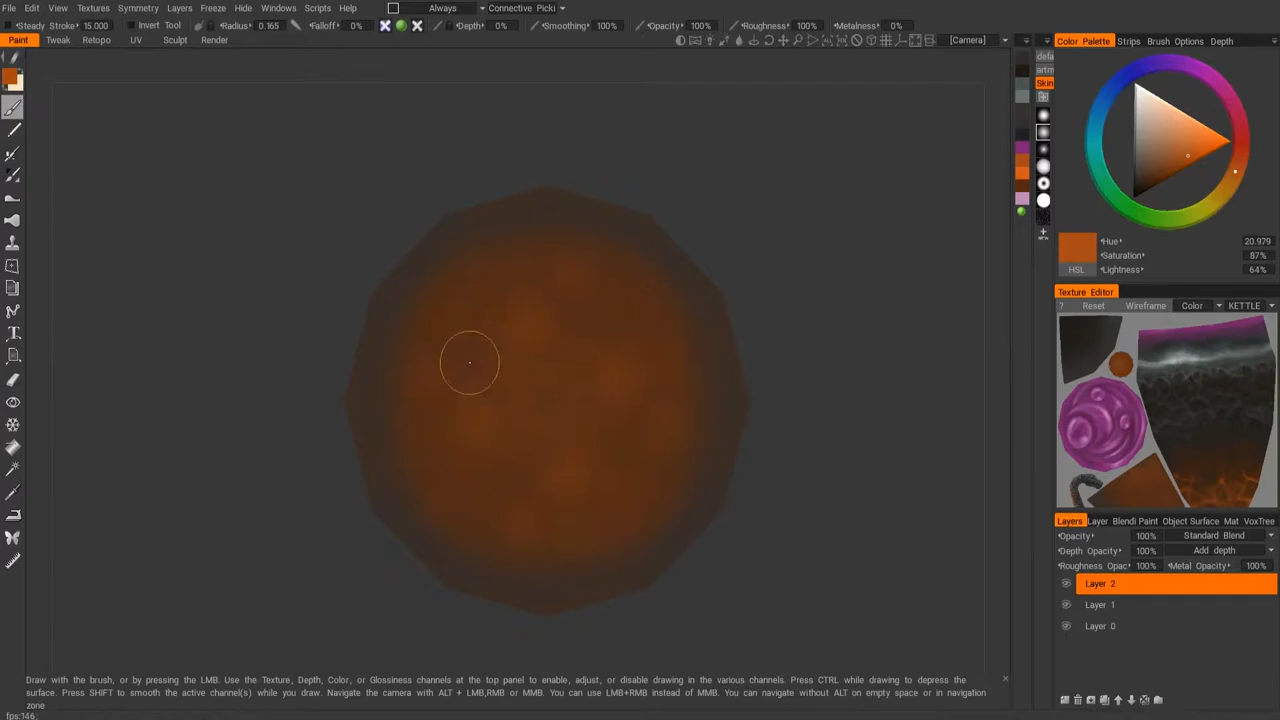 File Edit View Textures Symmetry Layers Freeze Hide Windows Scripts Help Always Connective Picki
Steady Stroke 15.000 Invert Tool Radius 0.165 Falloff 0% Depth 0% Smoothing 100% Opacity 100% Roughness 100% Metalness 0%
Paint Tweak Retopo UV Sculpt Render [Camera]
Color Palette Strips Brush Options Depth
defa
artm
Skin
NEW
Hue 20.979
Saturation 87%
HSL Lightness 64%
Texture Editor
? Reset Wireframe Color KETTLE
Layers Layer Blendi Paint Object Surface Mat VoxTree
Opacity 100% Standard Blend
Depth Opacity 100% Add depth
Roughness Opac 100% Metal Opacity 100%
Layer 2
Layer 1
Layer 0
Draw with the brush, or by pressing the LMB. Use the Texture, Depth, Color, or Glossiness channels at the top panel to enable, adjust, or disable drawing in the various channels. Press CTRL while drawing to depress the
surface. Press SHIFT to smooth the active channel(s) while you draw. Navigate the camera with ALT + LMB,RMB or MMB. You can use LMB+RMB instead of MMB. You can navigate without ALT on empty space or in navigation
zone
fps:146;